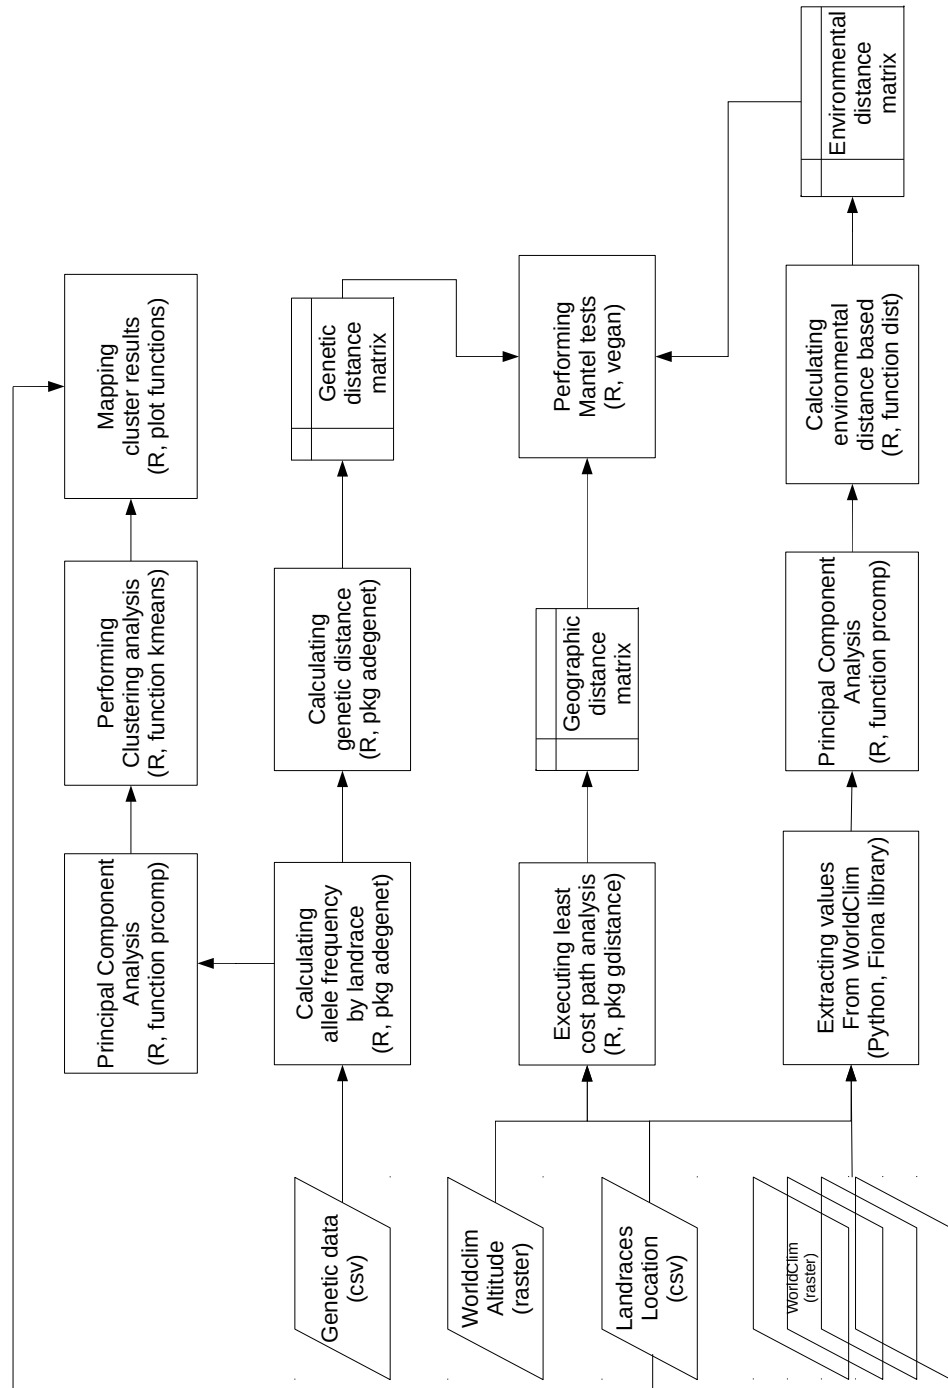 Genetic data
(csv)
Calculating
allele frequency
by landrace
(R, pkg adegenet)
Principal Component
Analysis
(R, function prcomp)
Performing
Clustering analysis
(R, function kmeans)
Mapping
cluster results
(R, plot functions)
Calculating
genetic distance
(R, pkg adegenet)
Genetic
distance
matrix
Worldclim
Altitude
(raster)
Landraces
Location
(csv)
Executing least
cost path analysis
(R, pkg gdistance)
Geographic
distance
matrix
Performing
Mantel tests
(R, vegan)
WorldClim
(raster)
Extracting values
From WorldClim
(Python, Fiona library)
Principal Component
Analysis
(R, function prcomp)
Calculating
environmental
distance based
(R, function dist)
Environmental
distance
matrix